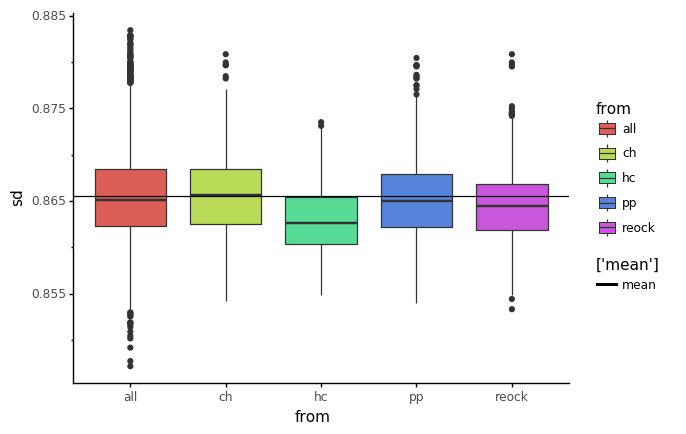 0.885
0.875
0.865
0.855
sd
all
ch
hc
pp
reock
from
from
all
ch
hc
pp
reock
['mean']
mean